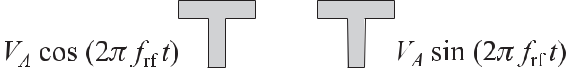 V_A cos (2π f_rf t) V_A sin (2π f_rf t)